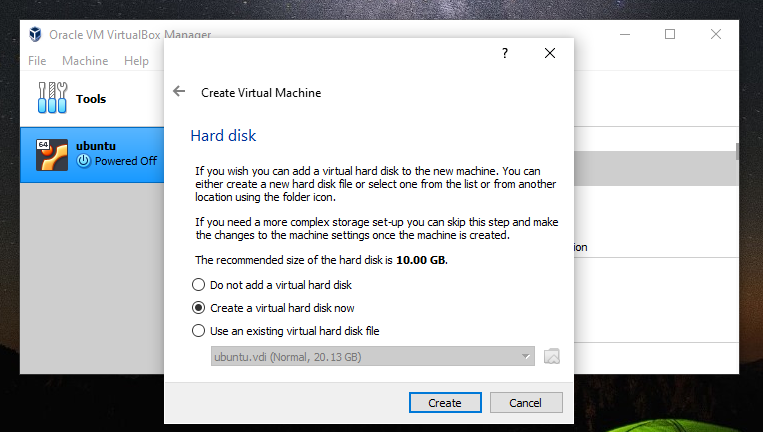 Oracle VM VirtualBox Manager
File Machine Help
Tools
64
ubuntu
Powered Off
?
Create Virtual Machine
Hard disk
If you wish you can add a virtual hard disk to the new machine. You can
either create a new hard disk file or select one from the list or from another
location using the folder icon.
If you need a more complex storage set-up you can skip this step and make
the changes to the machine settings once the machine is created.
The recommended size of the hard disk is 10.00 GB.
Do not add a virtual hard disk
Create a virtual hard disk now
Use an existing virtual hard disk file
ubuntu.vdi (Normal, 20.13 GB)
Create Cancel
ion